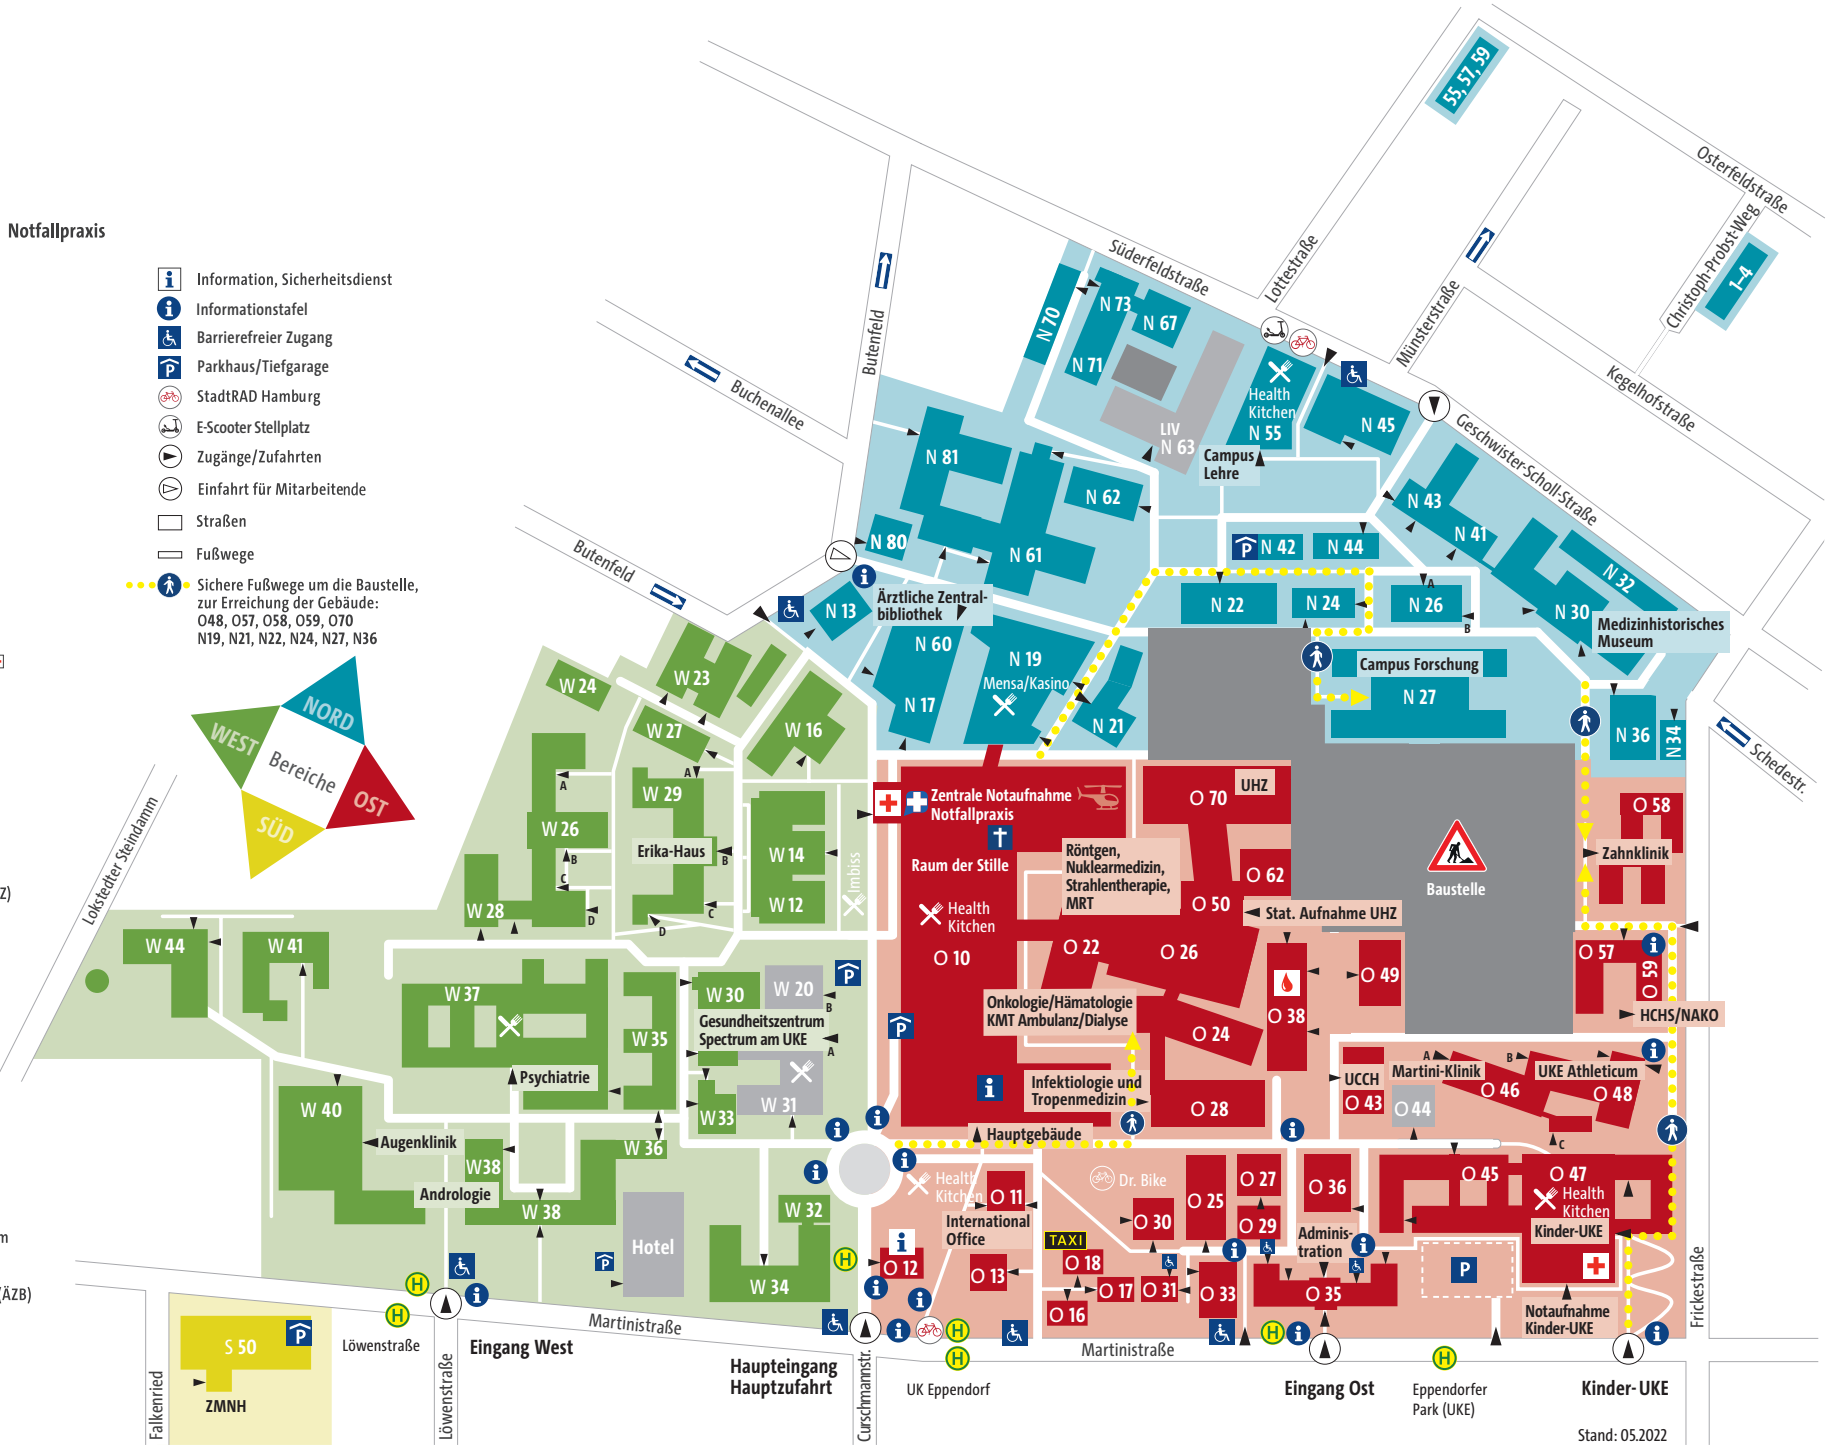 Notfallpraxis
Information, Sicherheitsdienst
Informationstafel
Barrierefreier Zugang
Parkhaus/Tiefgarage
StadtRAD Hamburg
E-Scooter Stellplatz
Zugänge/Zufahrten
Einfahrt für Mitarbeitende
Straßen
Fußwege
Sichere Fußwege um die Baustelle,
zur Erreichung der Gebäude:
O48, O57, O58, O59, O70
N19, N21, N22, N24, N27, N36
NORD
WEST
Bereiche
OST
SÜD
Z)
m
(ÄZB)
55, 57, 59
Osterfeldstraße
Christoph-Probst-Weg
1–4
Süderfeldstraße
Lottestraße
Münsterstraße
Kegelhofstraße
Geschwister-Scholl-Straße
Butenfeld
Buchenallee
Butenfeld
Schedestr.
Frickestraße
Lokstedter Steindamm
N 70
N 73
N 67
N 71
LIV
N 63
Health
Kitchen
N 55
N 45
Campus
Lehre
N 81
N 62
N 61
N 80
N 43
N 41
P N 42
N 44
N 32
N 30
N 22
N 24
N 26
A
B
Medizinhistorisches
Museum
N 13
Ärztliche Zentral-
bibliothek
N 60
N 19
Mensa/Kasino
N 17
N 21
Campus Forschung
N 27
N 36
N 34
W 24
W 23
W 27
W 16
W 29
A
B
C
D
Erika-Haus
W 26
A
B
C
D
W 28
W 14
W 12
Imbiss
W 44
W 41
W 37
W 35
W 30
W 20
B
P
Gesundheitszentrum
Spectrum am UKE
A
W 31
W 33
Psychiatrie
W 40
Augenklinik
W 36
W38
Andrologie
W 38
Hotel
P
W 32
W 34
Zentrale Notaufnahme
Notfallpraxis
Raum der Stille
Health
Kitchen
O 10
P
O 70
UHZ
Röntgen,
Nuklearmedizin,
Strahlentherapie,
MRT
O 62
O 50
Stat. Aufnahme UHZ
O 22
O 26
O 49
Onkologie/Hämatologie
KMT Ambulanz/Dialyse
O 24
O 38
Infektiologie und
Tropenmedizin
O 28
Hauptgebäude
Baustelle
O 58
Zahnklinik
O 57
O 59
HCHS/NAKO
UCCH
O 43
A
Martini-Klinik
B
UKE Athleticum
O 46
O 48
O 44
C
O 45
O 47
Health
Kitchen
Kinder-UKE
P
Notaufnahme
Kinder-UKE
Health
Kitchen
O 11
International
Office
O 12
O 13
Dr. Bike
O 25
O 27
O 29
O 30
O 36
Adminis-
tration
TAXI
O 18
O 17
O 16
O 31
O 33
O 35
H
H
H
H
H
H
H
S 50
P
ZMNH
Falkenried
Löwenstraße
Löwenstraße
Eingang West
Martinistraße
Haupteingang
Hauptzufahrt
Curschmannstr.
UK Eppendorf
Martinistraße
Eingang Ost
Eppendorfer
Park (UKE)
Kinder-UKE
Stand: 05.2022